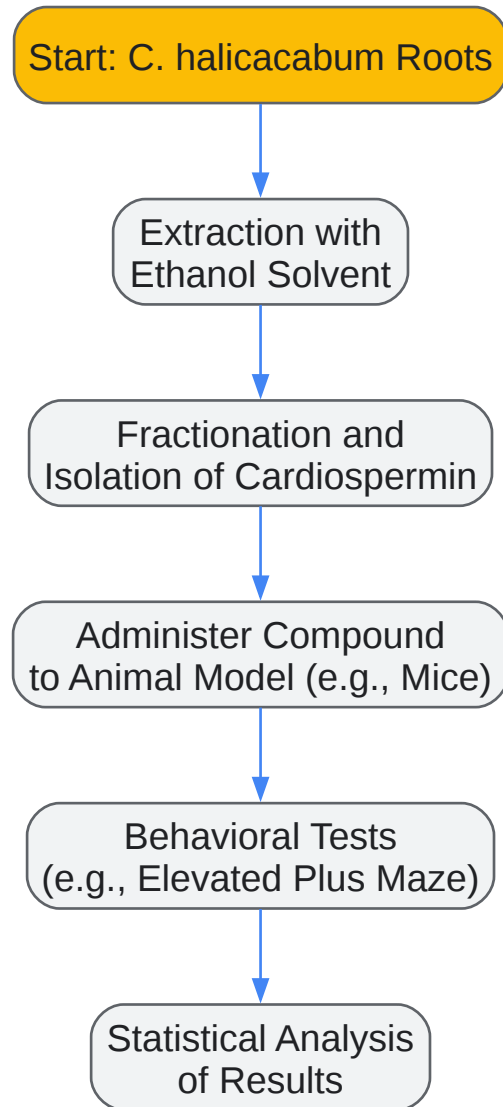 Start: C. halicacabum Roots
Extraction with
Ethanol Solvent
Fractionation and
Isolation of Cardiospermin
Administer Compound
to Animal Model (e.g., Mice)
Behavioral Tests
(e.g., Elevated Plus Maze)
Statistical Analysis
of Results